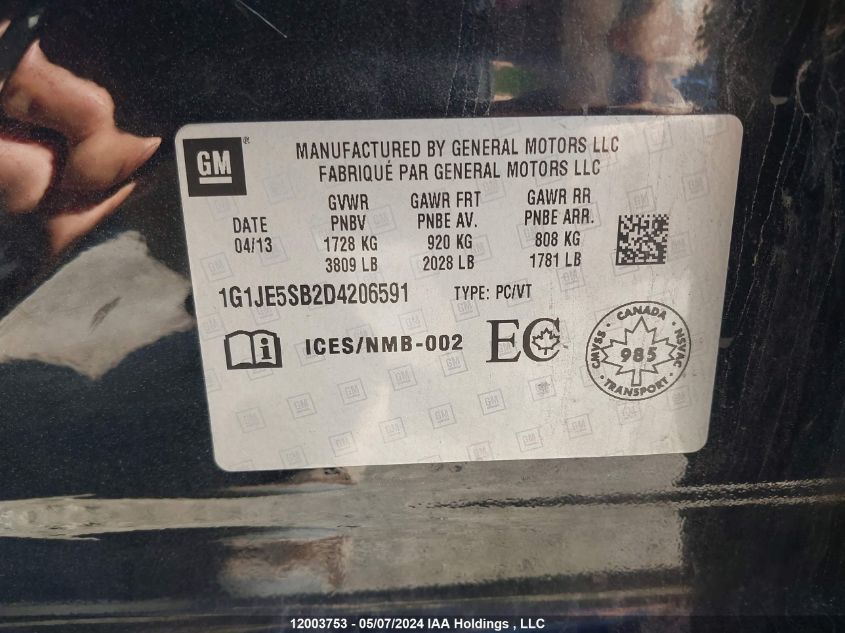 GM
MANUFACTURED BY GENERAL MOTORS LLC
FABRIQUÉ PAR GENERAL MOTORS LLC
DATE
04/13
GVWR
PNBV
1728 KG
3809 LB
GAWR FRT
PNBE AV.
920 KG
2028 LB
GAWR RR
PNBE ARR.
808 KG
1781 LB
1G1JE5SB2D4206591 TYPE: PC/VT
i ICES/NMB-002 EC
CANADA
CMVSS 985 NSVAC
TRANSPORT
12003753 - 05/07/2024 IAA Holdings , LLC